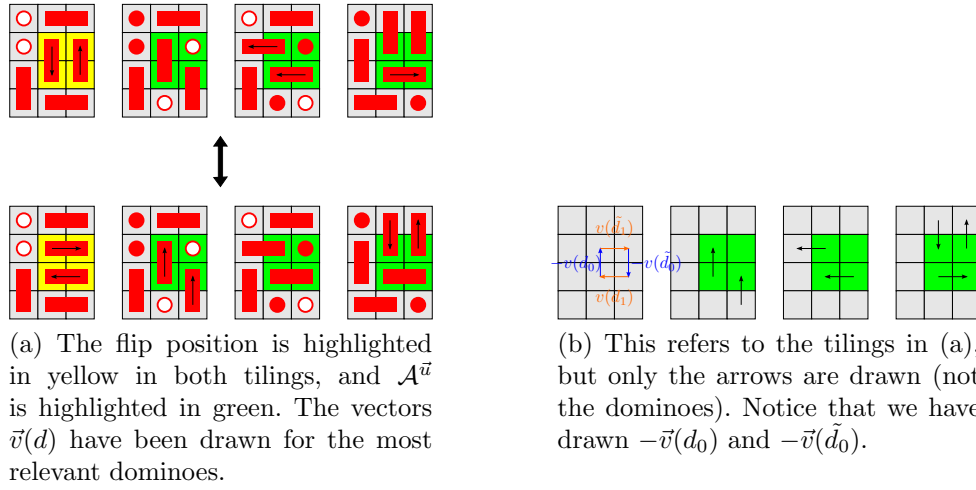 v(d̃₁)
−v(d₀) −v(d̃₀)
v(d₁)
(a) The flip position is highlighted
in yellow in both tilings, and 𝒜^{u⃗}
is highlighted in green. The vectors
v⃗(d) have been drawn for the most
relevant dominoes.
(b) This refers to the tilings in (a),
but only the arrows are drawn (not
the dominoes). Notice that we have
drawn −v⃗(d₀) and −v⃗(d̃₀).